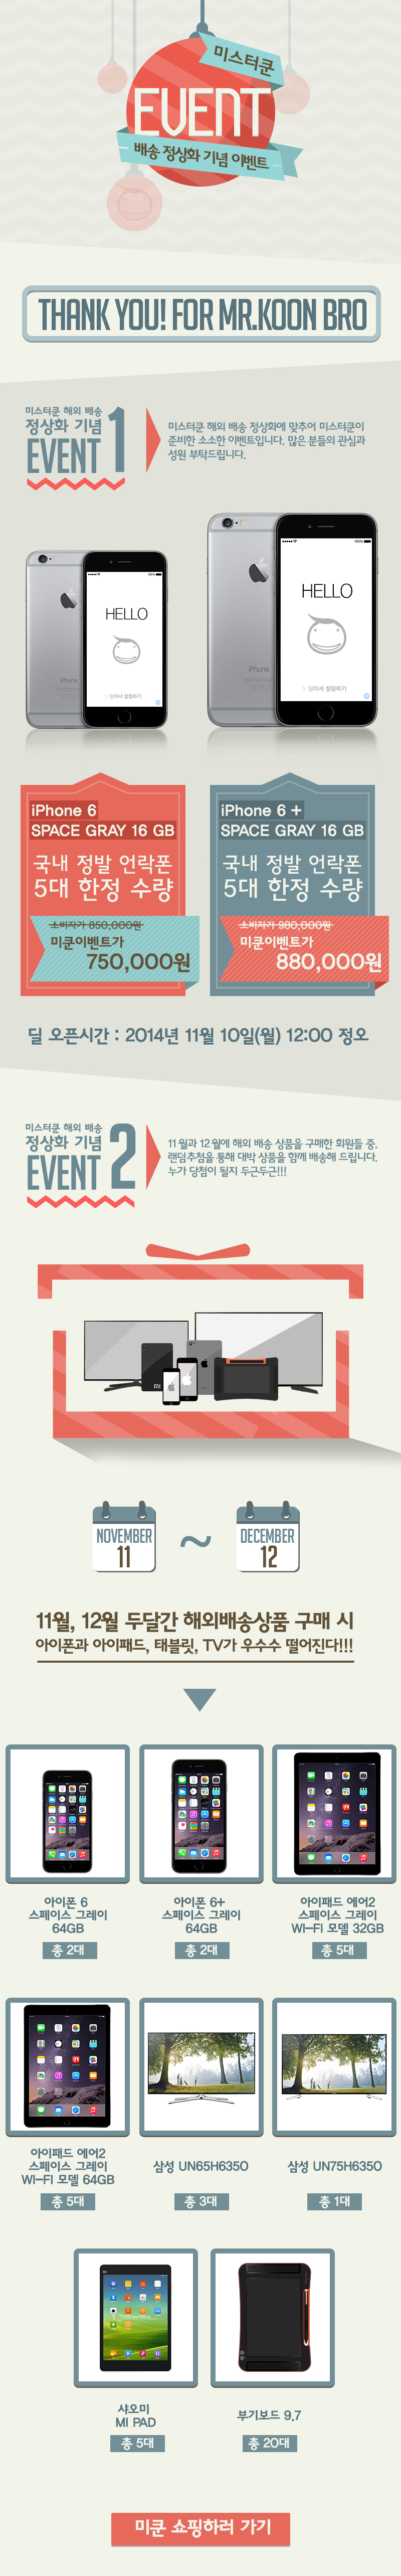 미스터쿤
EVENT
배송 정상화 기념 이벤트
THANK YOU! FOR MR.KOON BRO
미스터쿤 해외 배송
정상화 기념
EVENT 1
미스터쿤 해외 배송 정상화에 맞추어 미스터쿤이
준비한 소소한 이벤트입니다. 많은 분들의 관심과
성원 부탁드립니다.
HELLO
iPhone
> 밀어서 설정하기
HELLO
iPhone
> 밀어서 설정하기
iPhone 6
SPACE GRAY 16 GB
국내 정발 언락폰
5대 한정 수량
소비자가 850,000원
미쿤이벤트가
750,000원
iPhone 6 +
SPACE GRAY 16 GB
국내 정발 언락폰
5대 한정 수량
소비자가 980,000원
미쿤이벤트가
880,000원
딜 오픈시간 : 2014년 11월 10일(월) 12:00 정오
미스터쿤 해외 배송
정상화 기념
EVENT 2
11월과 12월에 해외 배송 상품을 구매한 회원들 중.
랜덤추첨을 통해 대박 상품을 함께 배송해 드립니다.
누가 당첨이 될지 두근두근!!!
MI
NOVEMBER
11
~
DECEMBER
12
11월, 12월 두달간 해외배송상품 구매 시
아이폰과 아이패드, 태블릿, TV가 우수수 떨어진다!!!
아이폰 6
스페이스 그레이
64GB
총 2대
아이폰 6+
스페이스 그레이
64GB
총 2대
아이패드 에어2
스페이스 그레이
WI-FI 모델 32GB
총 5대
아이패드 에어2
스페이스 그레이
WI-FI 모델 64GB
총 5대
삼성 UN65H6350
총 3대
삼성 UN75H6350
총 1대
샤오미
MI PAD
총 5대
부기보드 9.7
총 20대
미쿤 쇼핑하러 가기